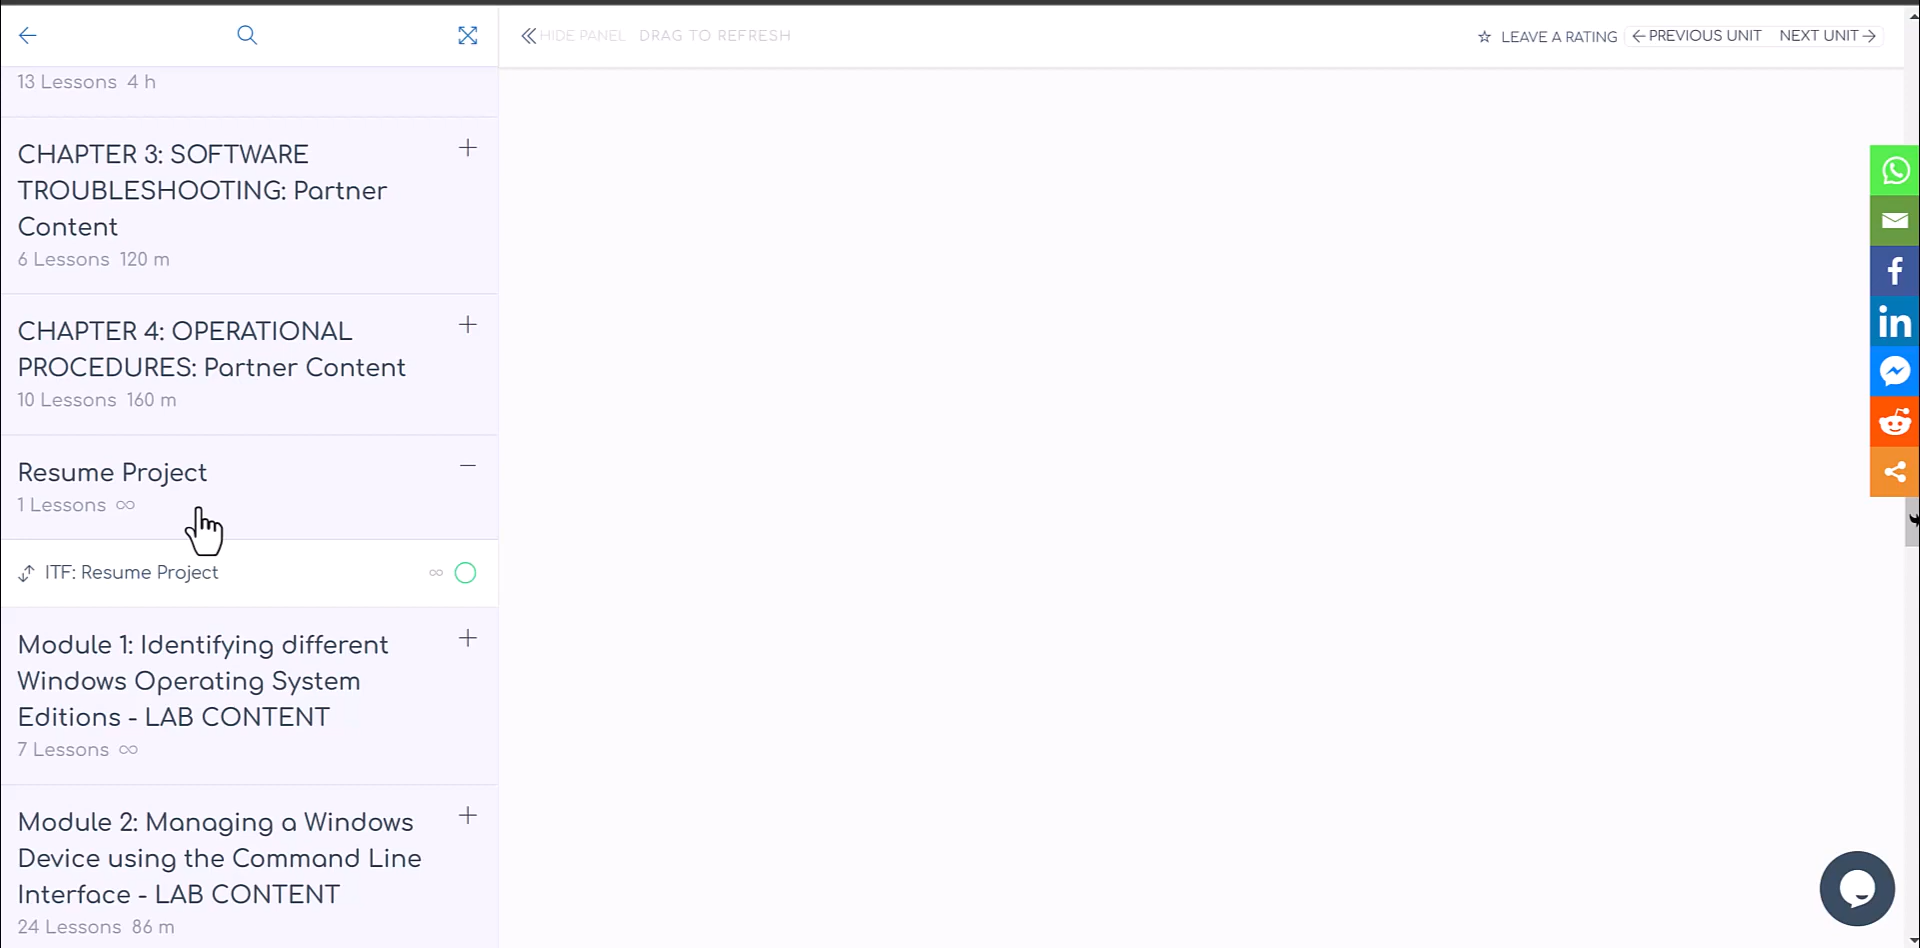 HIDE PANEL DRAG TO REFRESH
LEAVE A RATING
PREVIOUS UNIT NEXT UNIT
13 Lessons 4 h
CHAPTER 3: SOFTWARE
TROUBLESHOOTING: Partner
Content
6 Lessons 120 m
CHAPTER 4: OPERATIONAL
PROCEDURES: Partner Content
10 Lessons 160 m
Resume Project
1 Lessons ∞
ITF: Resume Project ∞
Module 1: Identifying different
Windows Operating System
Editions - LAB CONTENT
7 Lessons ∞
Module 2: Managing a Windows
Device using the Command Line
Interface - LAB CONTENT
24 Lessons 86 m